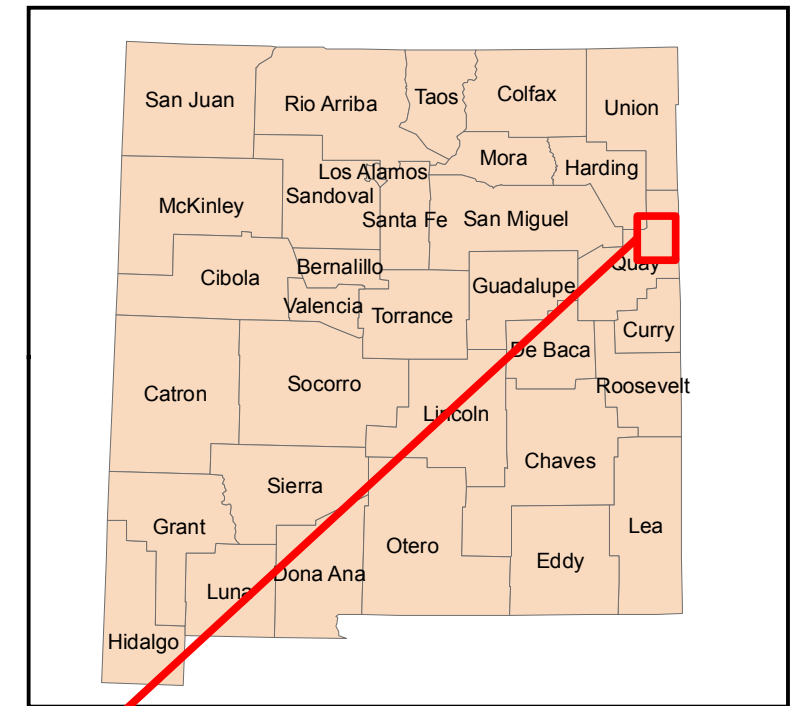 San Juan
Rio Arriba
Taos
Colfax
Union
Los Alamos
Mora
Harding
McKinley
Sandoval
Santa Fe
San Miguel
Cibola
Bernalillo
Quay
Valencia
Torrance
Guadalupe
Curry
De Baca
Catron
Socorro
Roosevelt
Lincoln
Chaves
Sierra
Grant
Otero
Lea
Luna
Dona Ana
Eddy
Hidalgo